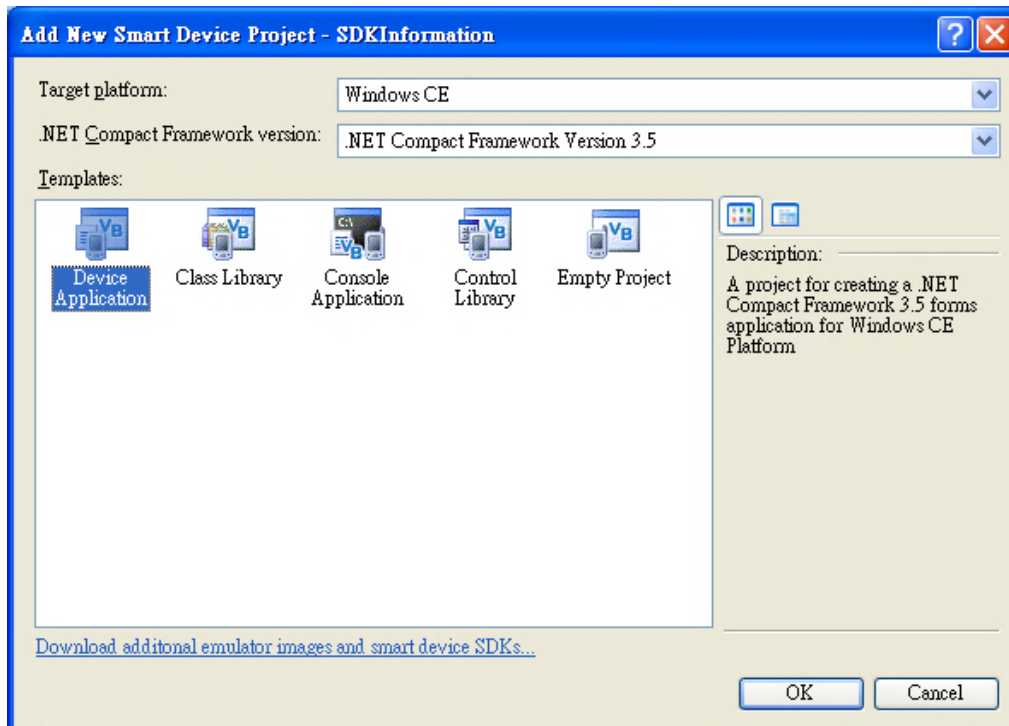 Add New Smart Device Project - SDKInformation
Target platform:
Windows CE
.NET Compact Framework version:
.NET Compact Framework Version 3.5
Templates:
Device
Application
Class Library
Console
Application
Control
Library
Empty Project
Description:
A project for creating a .NET
Compact Framework 3.5 forms
application for Windows CE
Platform
Download additonal emulator images and smart device SDKs...
OK
Cancel